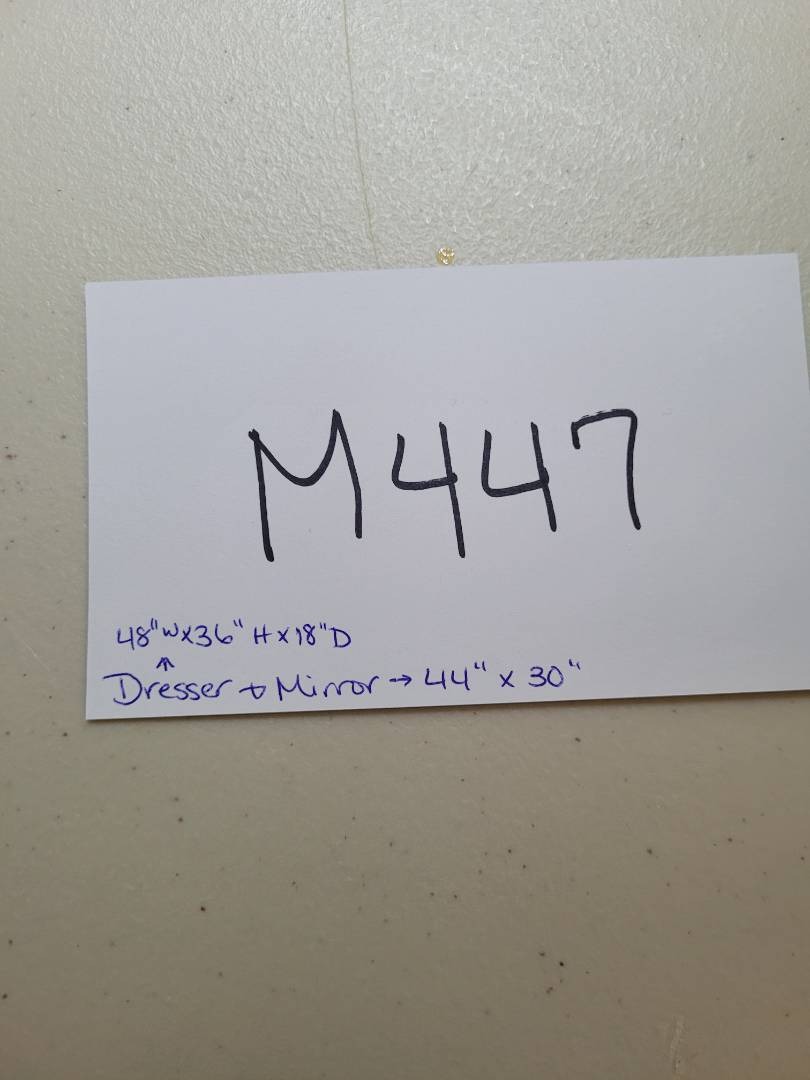 M447
48"W x 36" H x 18"D
↑
Dresser + Mirror → 44" x 30"